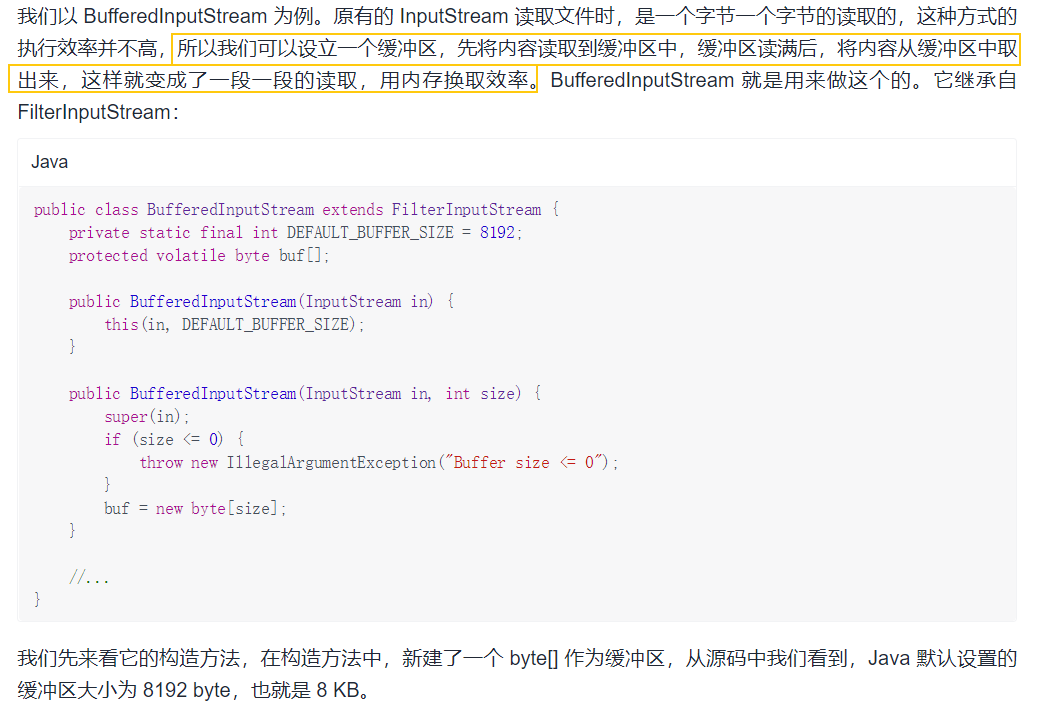 我们以 BufferedInputStream 为例。原有的 InputStream 读取文件时，是一个字节一个字节的读取的，这种方式的
执行效率并不高，所以我们可以设立一个缓冲区，先将内容读取到缓冲区中，缓冲区读满后，将内容从缓冲区中取
出来，这样就变成了一段一段的读取，用内存换取效率。BufferedInputStream 就是用来做这个的。它继承自
FilterInputStream：
Java
public class BufferedInputStream extends FilterInputStream {
    private static final int DEFAULT_BUFFER_SIZE = 8192;
    protected volatile byte buf[];
    public BufferedInputStream(InputStream in) {
        this(in, DEFAULT_BUFFER_SIZE);
    }
    public BufferedInputStream(InputStream in, int size) {
        super(in);
        if (size <= 0) {
            throw new IllegalArgumentException("Buffer size <= 0");
        }
        buf = new byte[size];
    }
    //...
}
我们先来看它的构造方法，在构造方法中，新建了一个 byte[] 作为缓冲区，从源码中我们看到，Java 默认设置的
缓冲区大小为 8192 byte，也就是 8 KB。